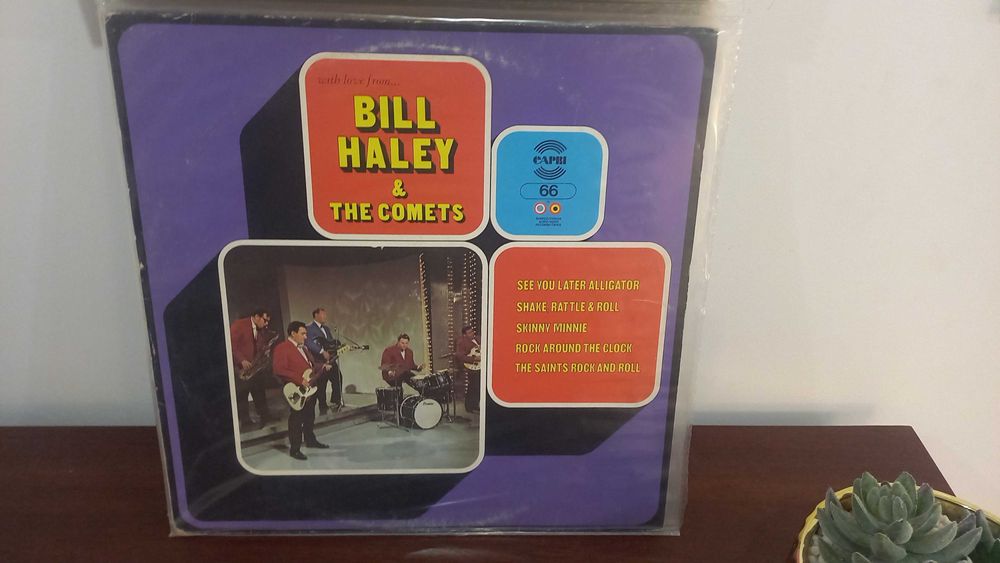 with love from...
BILL
HALEY
&
THE COMETS
CAPRI
66
SEE YOU LATER ALLIGATOR
SHAKE, RATTLE & ROLL
SKINNY MINNIE
ROCK AROUND THE CLOCK
THE SAINTS ROCK AND ROLL